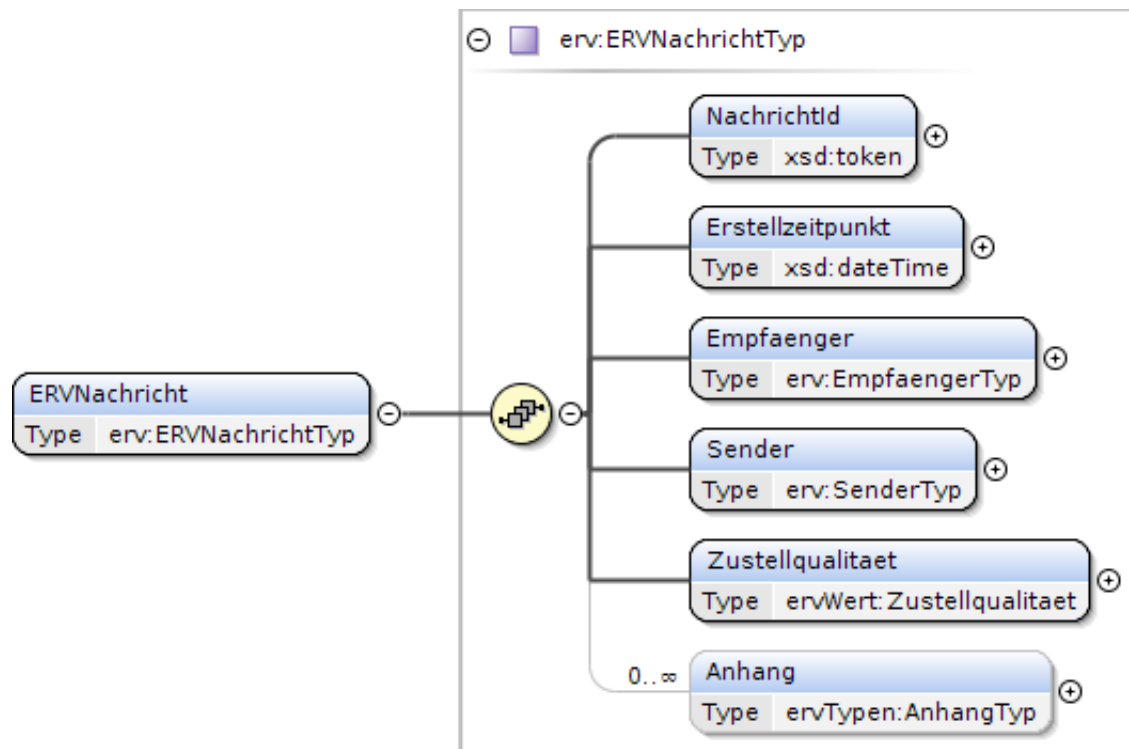 erv:ERVNachrichtTyp
NachrichtId
Type xsd:token
Erstellzeitpunkt
Type xsd:dateTime
Empfaenger
Type erv:EmpfaengerTyp
ERVNachricht
Type erv:ERVNachrichtTyp
Sender
Type erv:SenderTyp
Zustellqualitaet
Type ervWert:Zustellqualitaet
0..∞
Anhang
Type ervTypen:AnhangTyp